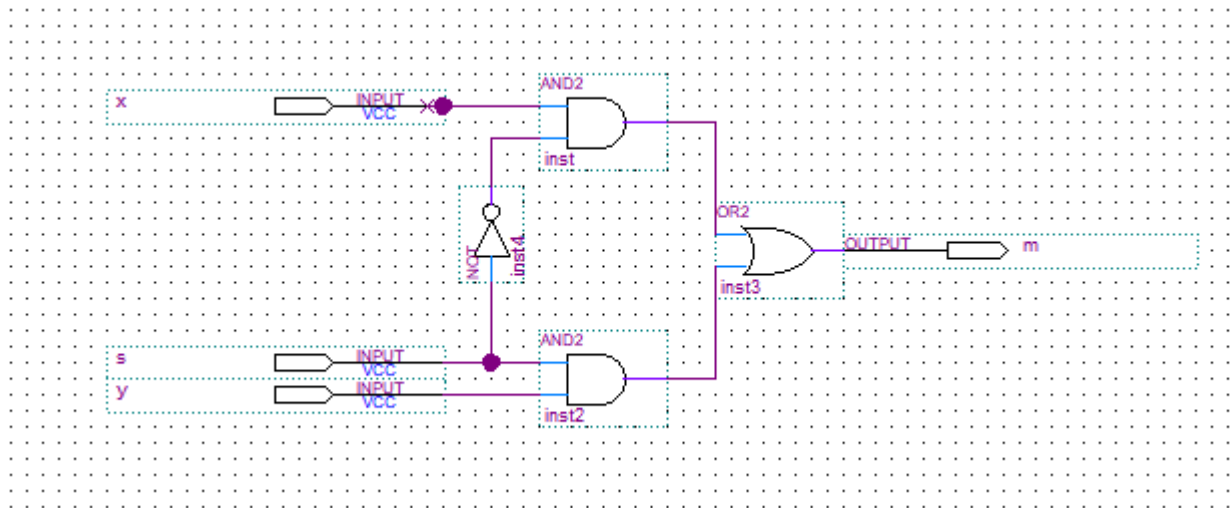 AND2
x
INPUT
VCC
inst
OR2
NOT
inst4
OUTPUT
m
inst3
AND2
s
INPUT
VCC
y
INPUT
VCC
inst2